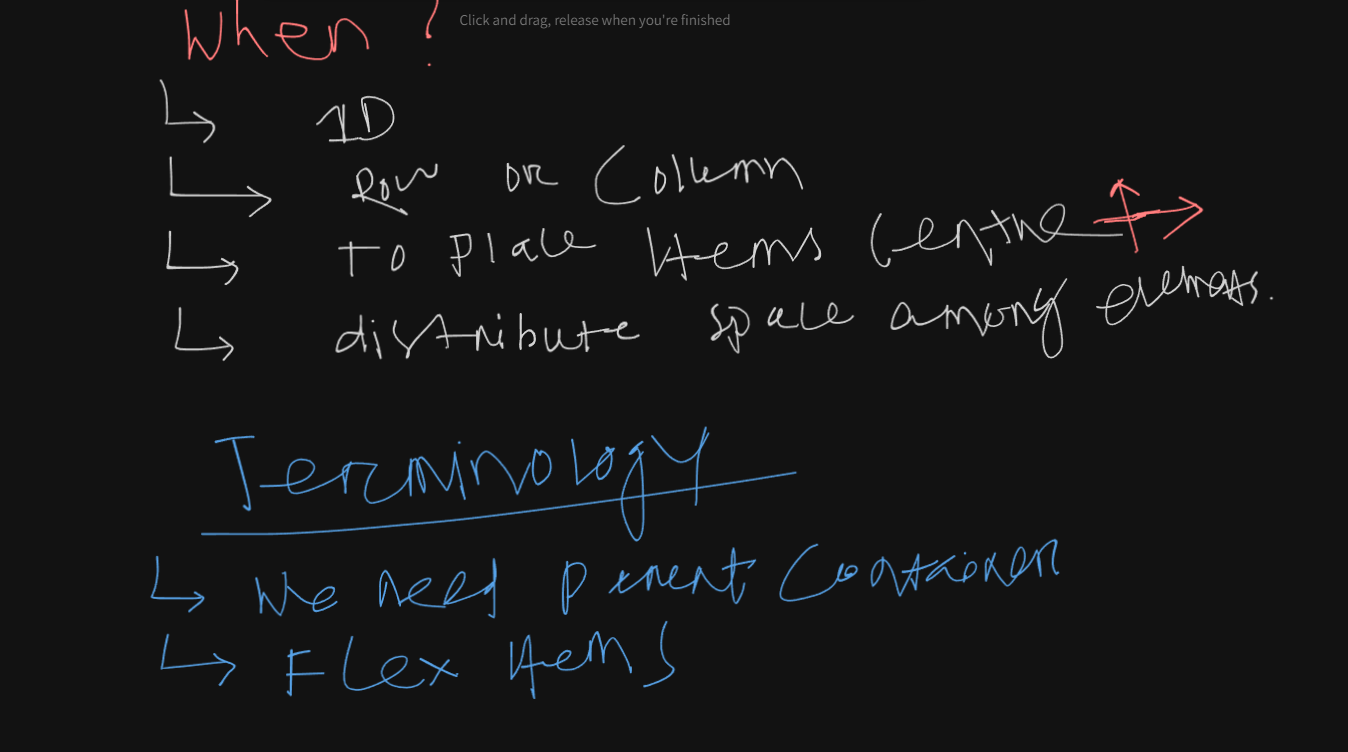 When ?
Click and drag, release when you're finished
1D
Row or Column
to place Items (centre
distribute space among elements.
Terminology
We need parent Container
Flex Items